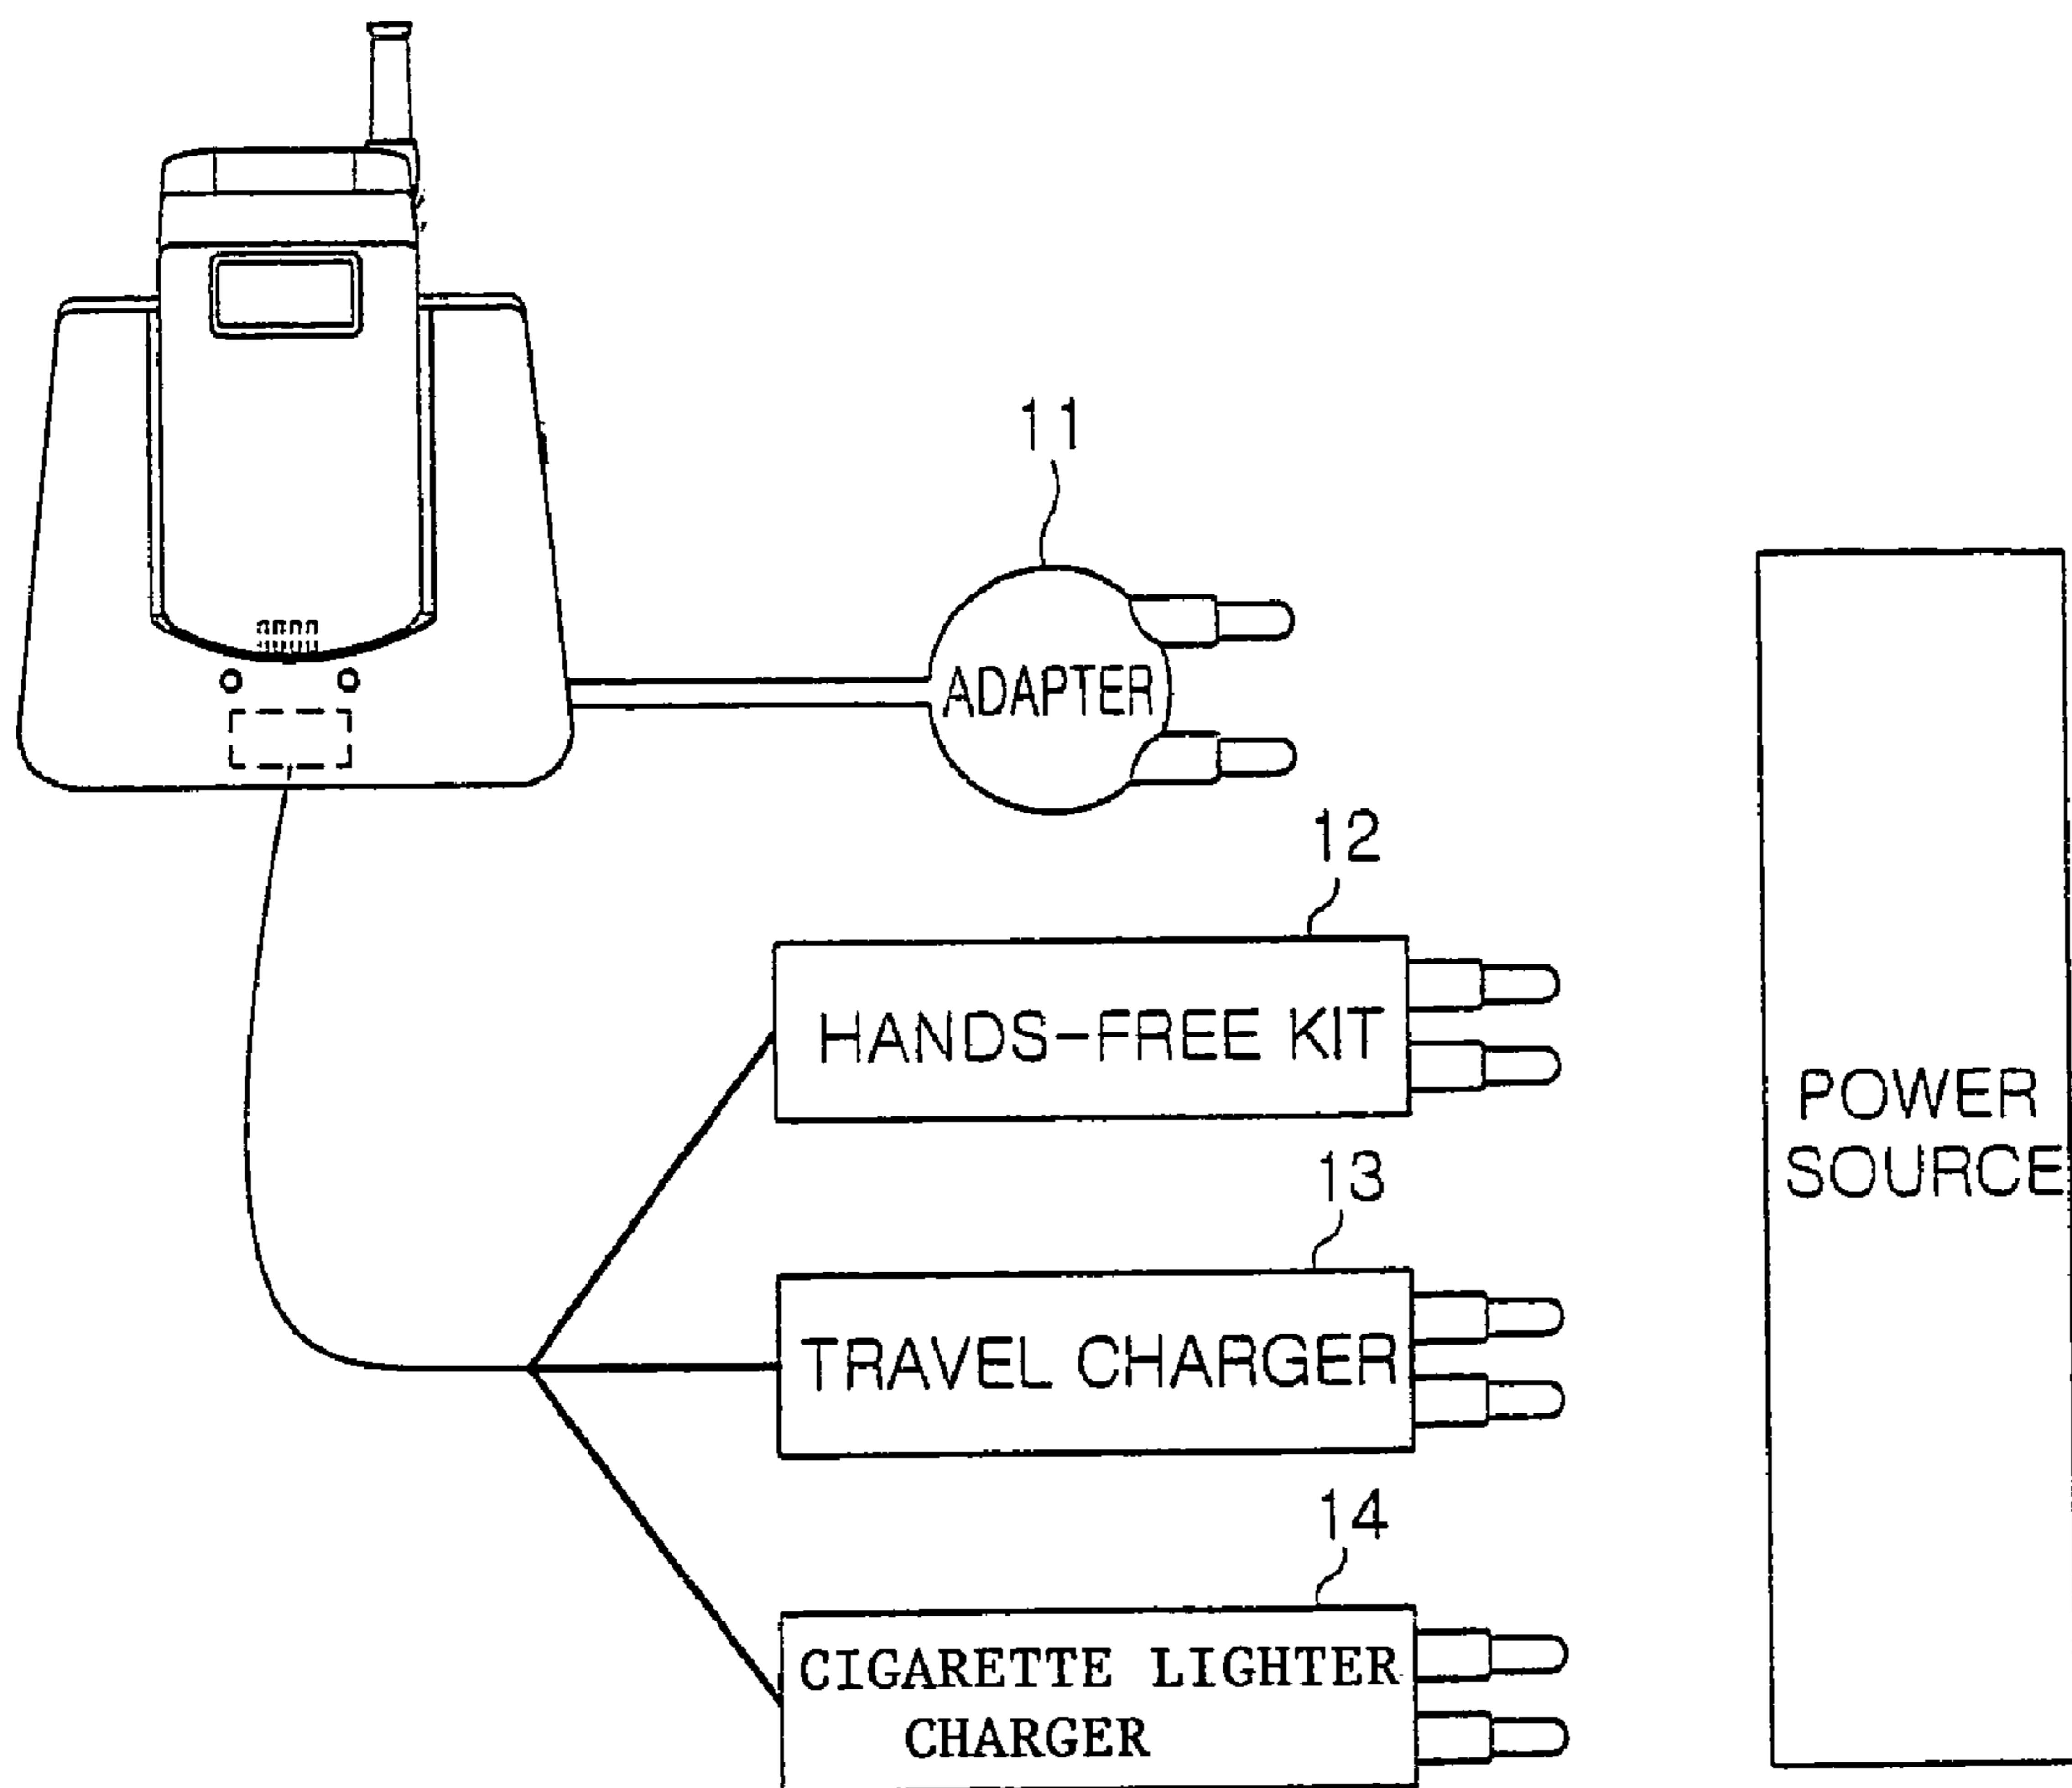 11
ADAPTER
12
HANDS-FREE KIT
POWER
SOURCE
13
TRAVEL CHARGER
14
CIGARETTE LIGHTER
CHARGER